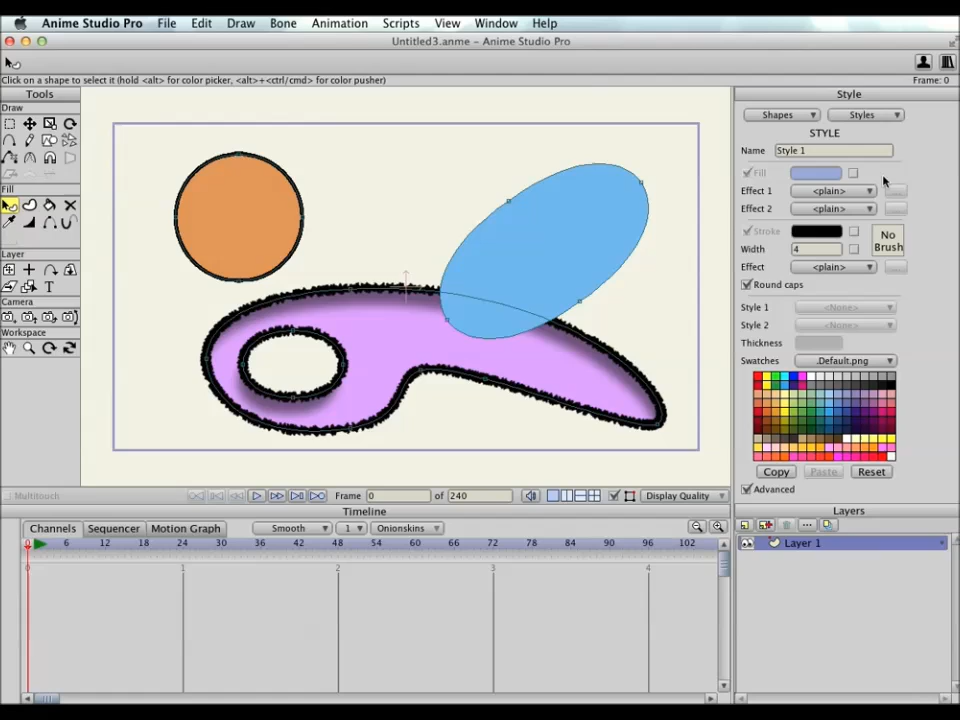 Anime Studio Pro File Edit Draw Bone Animation Scripts View Window Help
Untitled3.anme - Anime Studio Pro
Click on a shape to select it (hold <alt> for color picker, <alt>+<ctrl/cmd> for color pusher)
Frame: 0
Tools
Draw
Fill
Layer
T
Camera
Workspace
Style
Shapes
Styles
STYLE
Name Style 1
Fill
Effect 1 <plain> ...
Effect 2 <plain> ...
Stroke
No
Brush
Width 4
Effect <plain> ...
Round caps
Style 1 <None>
Style 2 <None>
Thickness
Swatches .Default.png
Copy Paste Reset
Advanced
Multitouch
Frame 0 of 240
Display Quality
Timeline
Channels Sequencer Motion Graph Smooth 1 Onionskins
0 6 12 18 24 30 36 42 48 54 60 66 72 78 84 90 96 102
0 1 2 3 4
Layers
...
Layer 1